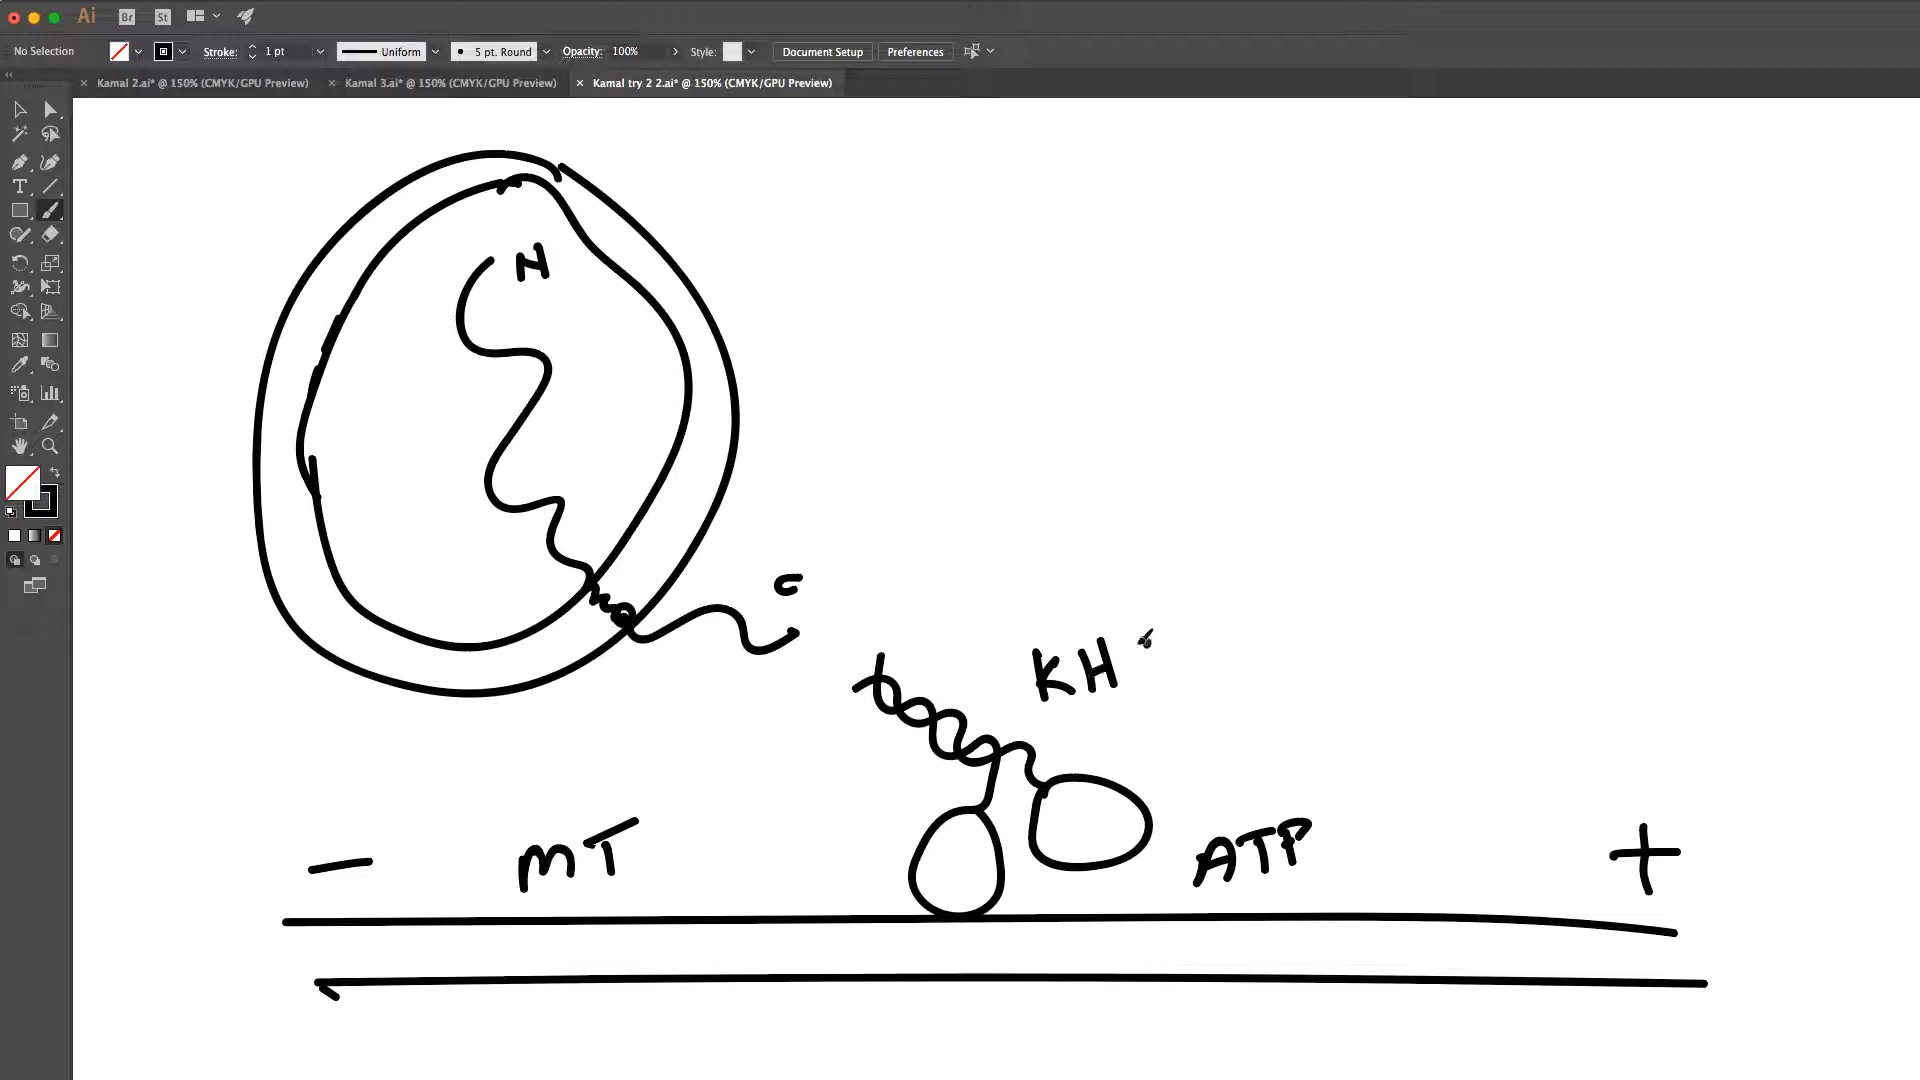 Ai Br St
No Selection Stroke: 1 pt Uniform 5 pt. Round Opacity: 100% Style: Document Setup Preferences
× Kamal 2.ai* @ 150% (CMYK/GPU Preview) × Kamal 3.ai* @ 150% (CMYK/GPU Preview) × Kamal try 2 2.ai* @ 150% (CMYK/GPU Preview)
N
C
KH
- MT ATP +